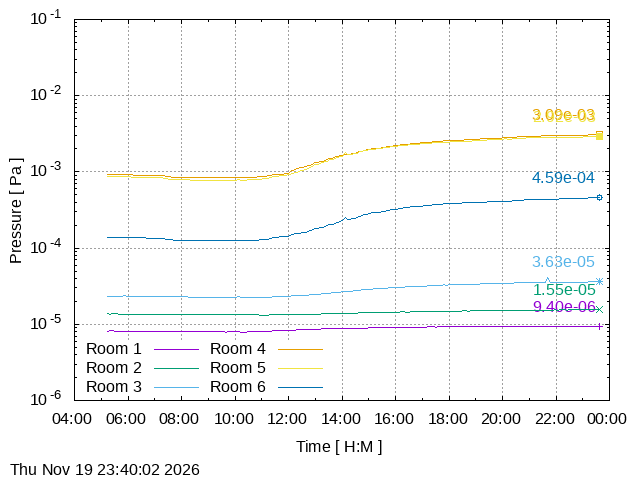 10^-1
10^-2
10^-3
10^-4
10^-5
10^-6
Pressure [ Pa ]
3.09e-03
4.59e-04
3.63e-05
1.55e-05
9.40e-06
Room 1 Room 4
Room 2 Room 5
Room 3 Room 6
04:00 06:00 08:00 10:00 12:00 14:00 16:00 18:00 20:00 22:00 00:00
Time [ H:M ]
Thu Nov 19 23:40:02 2026